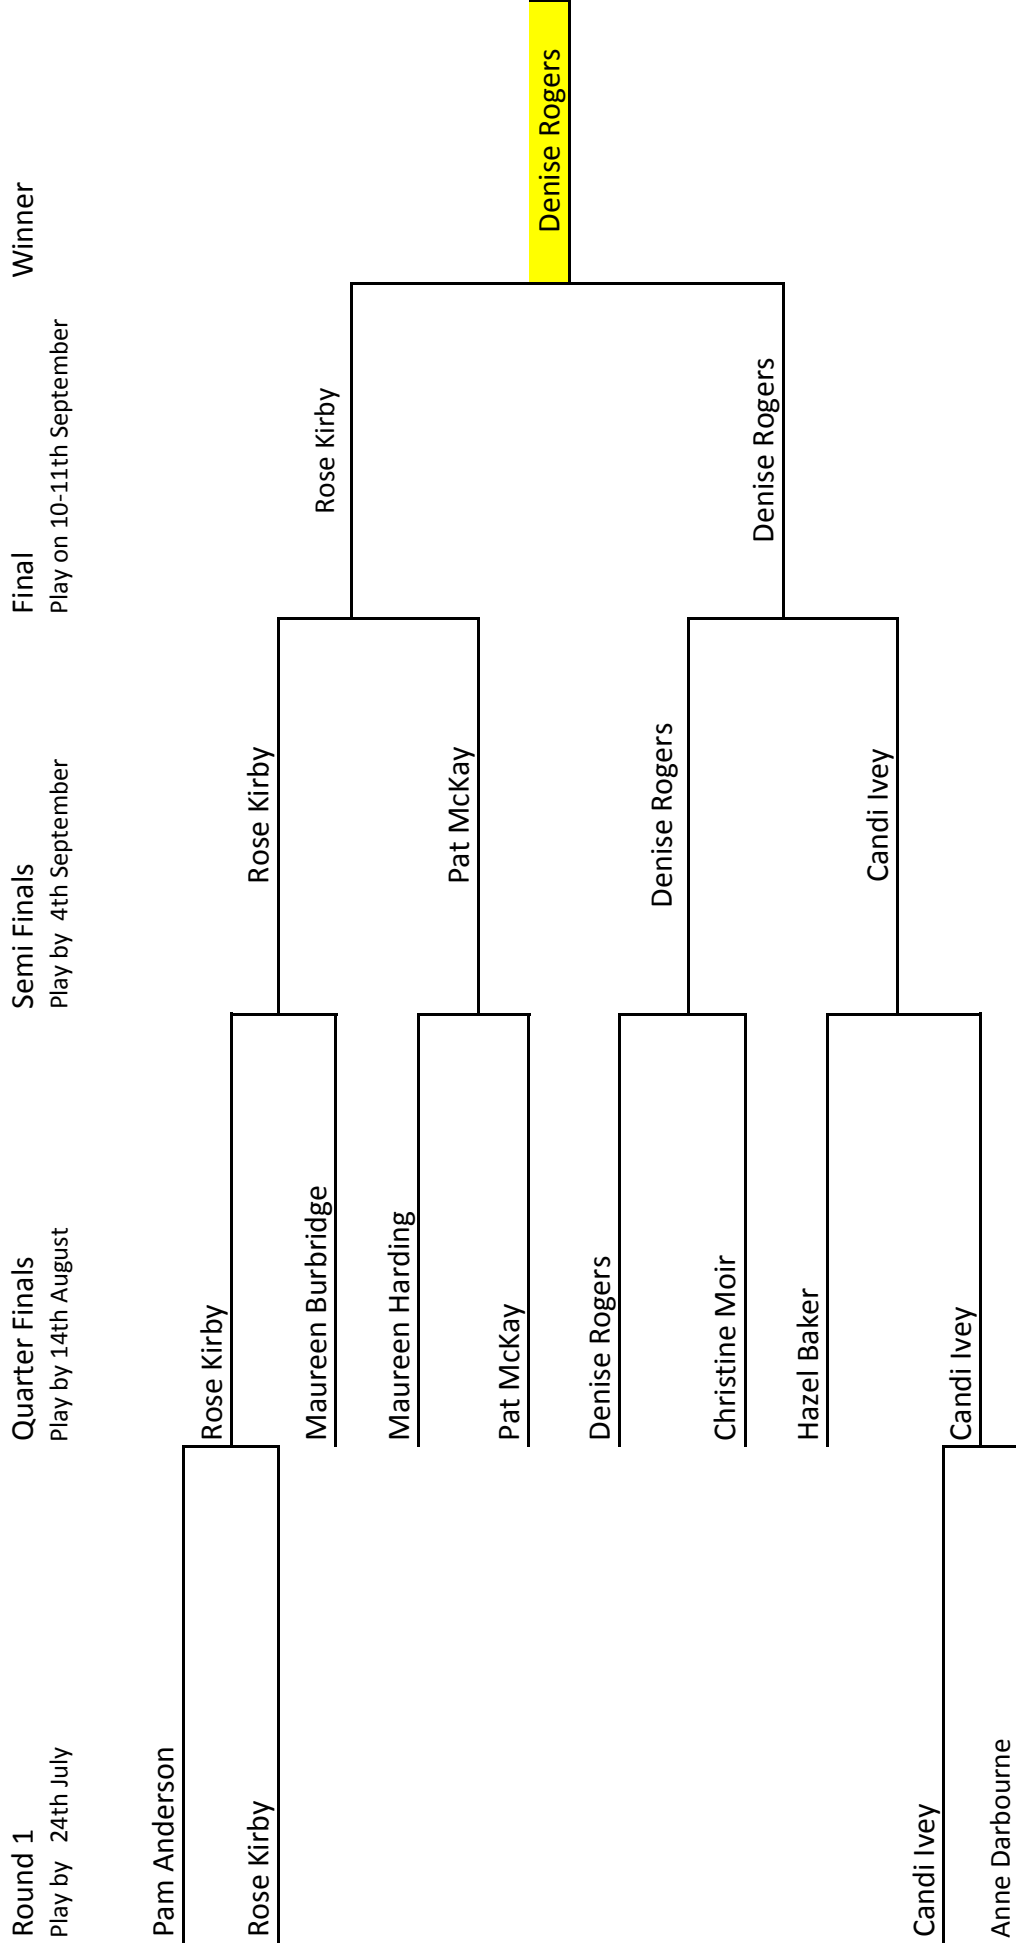 Round 1
Quarter Finals
Semi Finals
Final
Winner
Play by 24th July
Play by 14th August
Play by 4th September
Play on 10-11th September
Pam Anderson
Rose Kirby
Rose Kirby
Rose Kirby
Maureen Burbridge
Rose Kirby
Maureen Harding
Pat McKay
Pat McKay
Denise Rogers
Denise Rogers
Denise Rogers
Christine Moir
Denise Rogers
Hazel Baker
Candi Ivey
Candi Ivey
Candi Ivey
Anne Darbourne